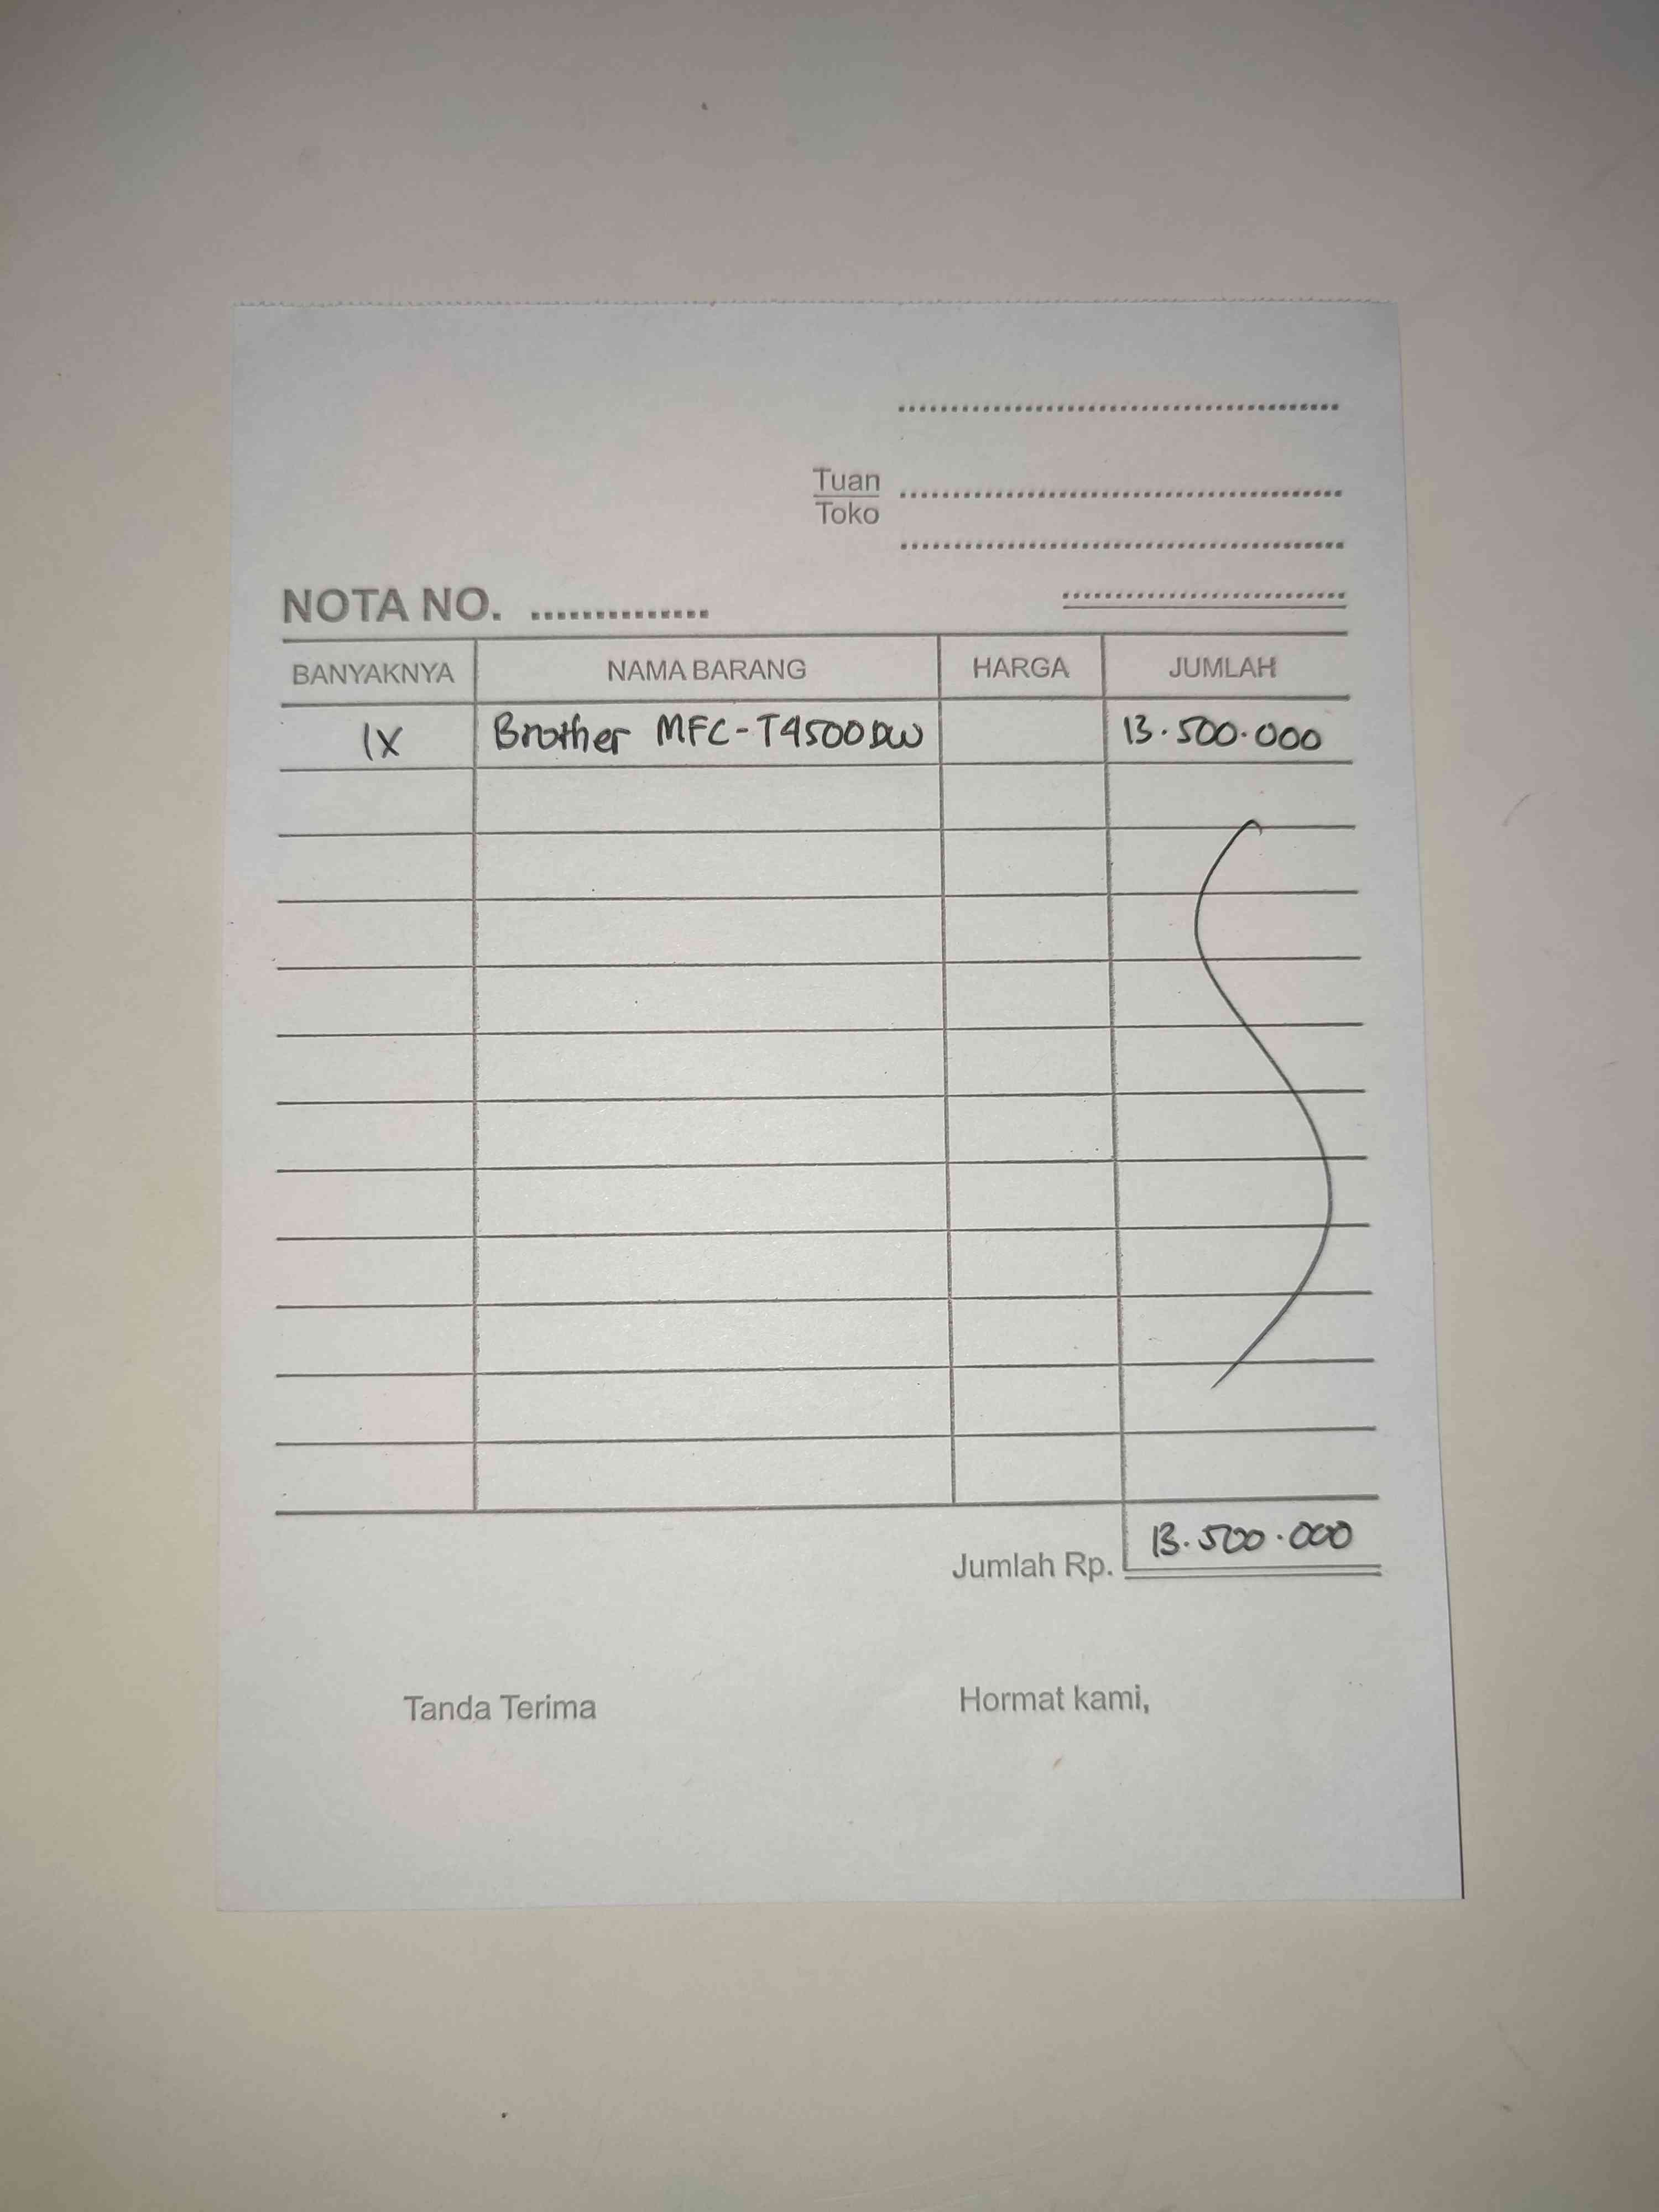 Tuan
Toko
NOTA NO. ..............
BANYAKNYA NAMA BARANG HARGA JUMLAH
1X Brother MFC-T4500DW 13.500.000
Jumlah Rp. 13.500.000
Tanda Terima Hormat kami,